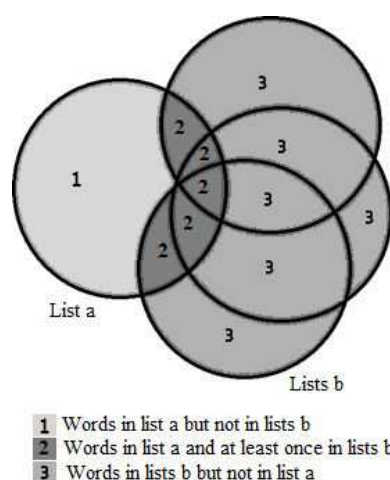 3
2
2
3
1
2
3
3
2
2
3
List a
3
Lists b
1 Words in list a but not in lists b
2 Words in list a and at least once in lists b
3 Words in lists b but not in list a